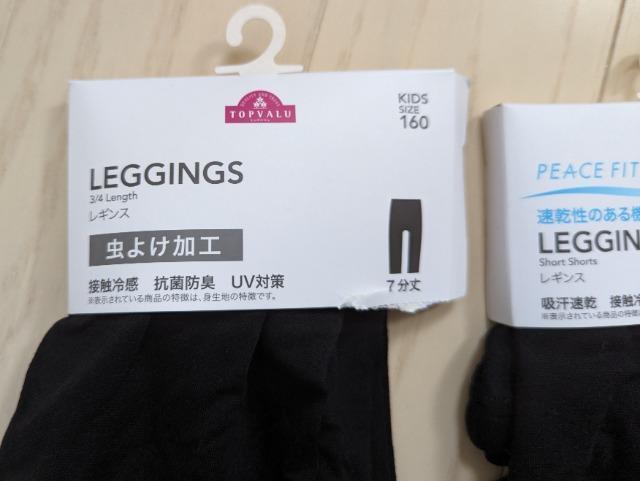 TOPVALU
KIDS
SIZE
160
LEGGINGS
3/4 Length
レギンス
虫よけ加工
接触冷感 抗菌防臭 UV対策
※表示されている商品の特徴は、身生地の特徴です。
7分丈
PEACE FIT
速乾性のある
LEGGIN
Short Shorts
レギンス
吸汗速乾 接触
※表示されている商品の特徴